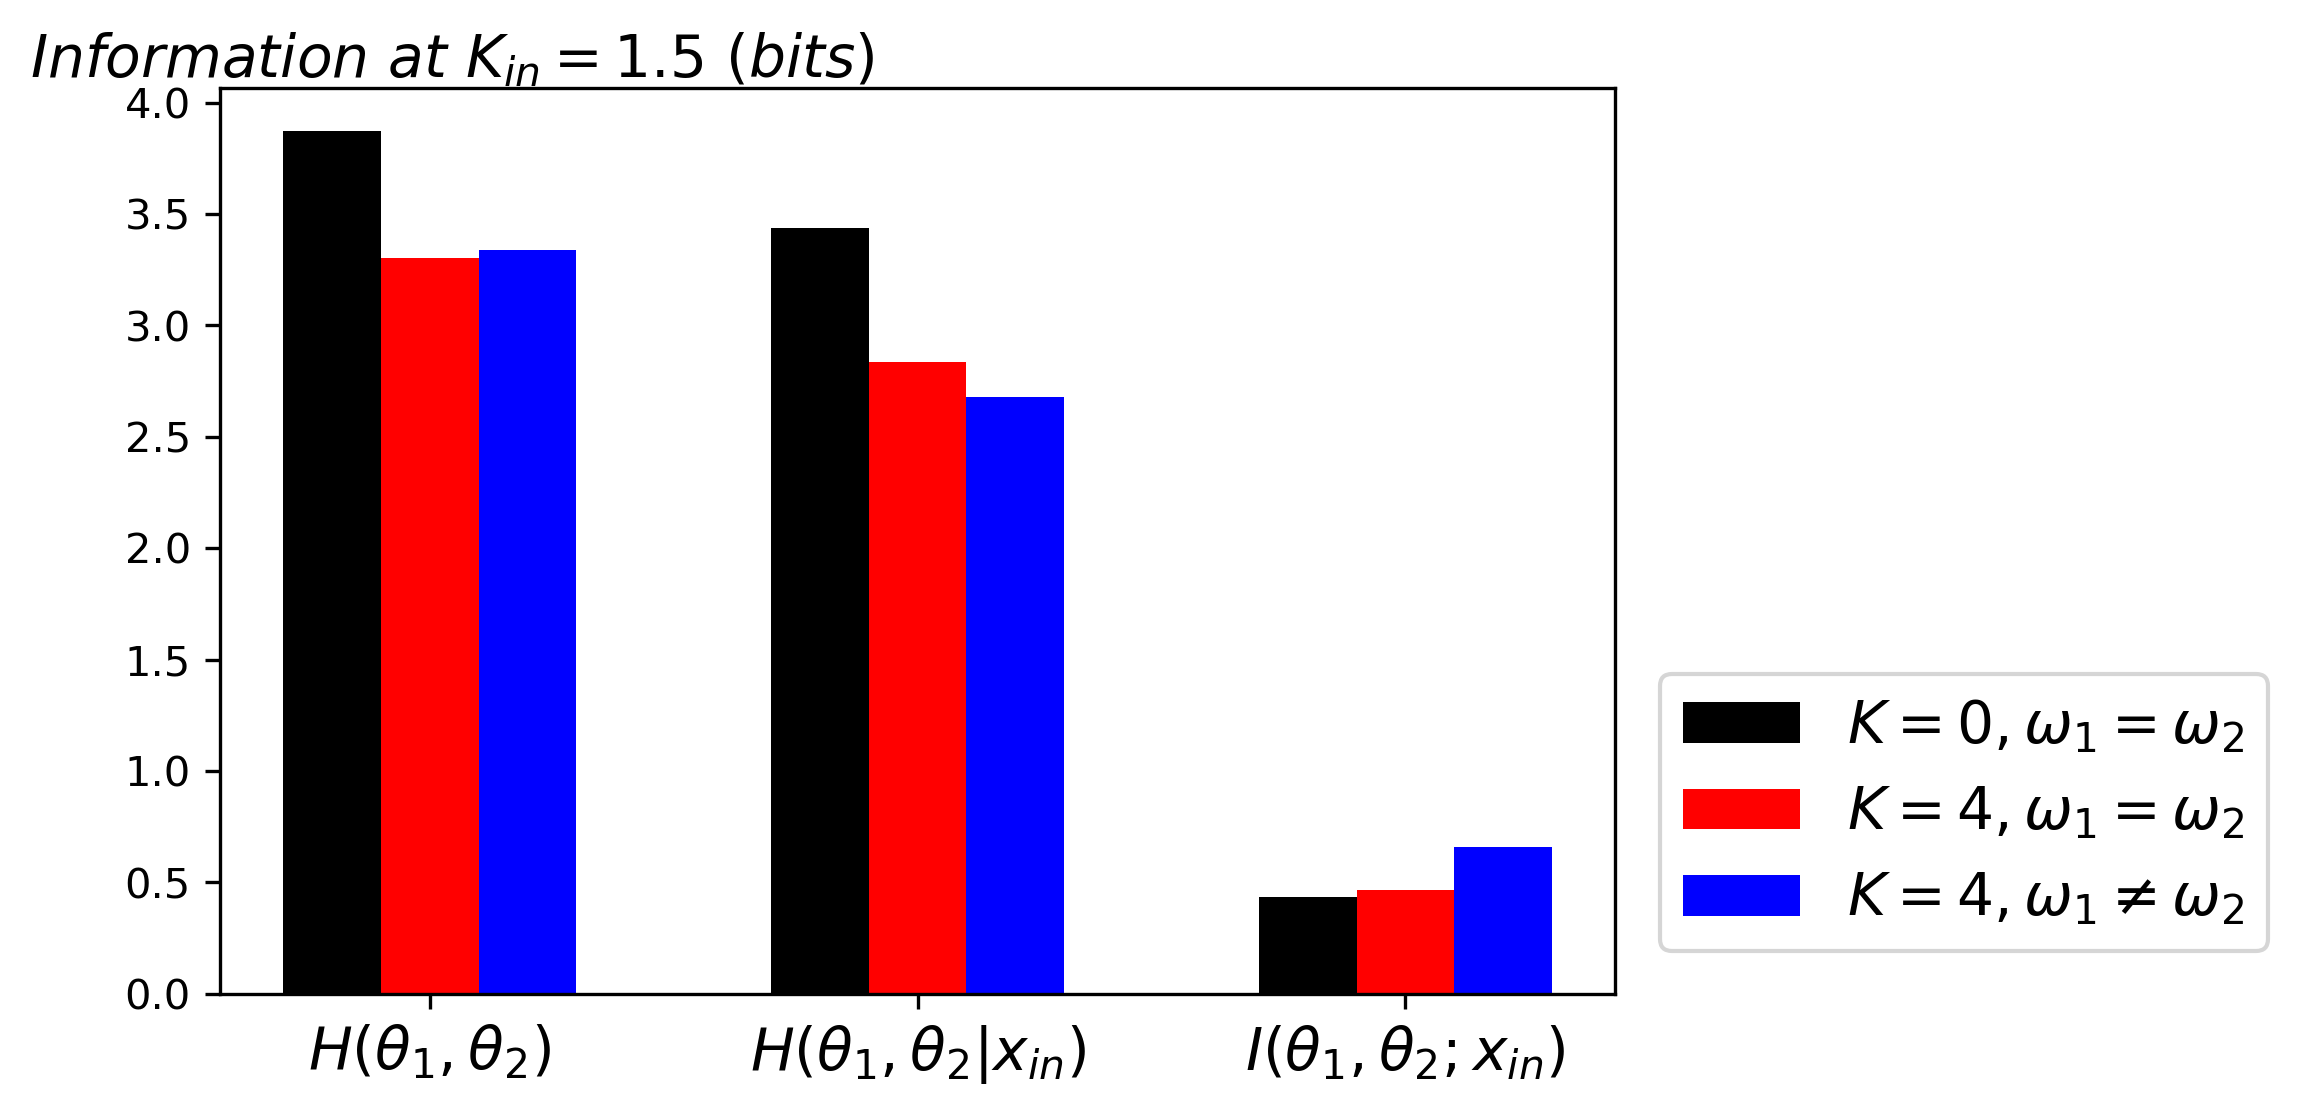 Information at K_in = 1.5 (bits)
4.0
3.5
3.0
2.5
2.0
1.5
1.0
0.5
0.0
H(θ₁, θ₂)
H(θ₁, θ₂|x_in)
I(θ₁, θ₂; x_in)
K = 0, ω₁ = ω₂
K = 4, ω₁ = ω₂
K = 4, ω₁ ≠ ω₂